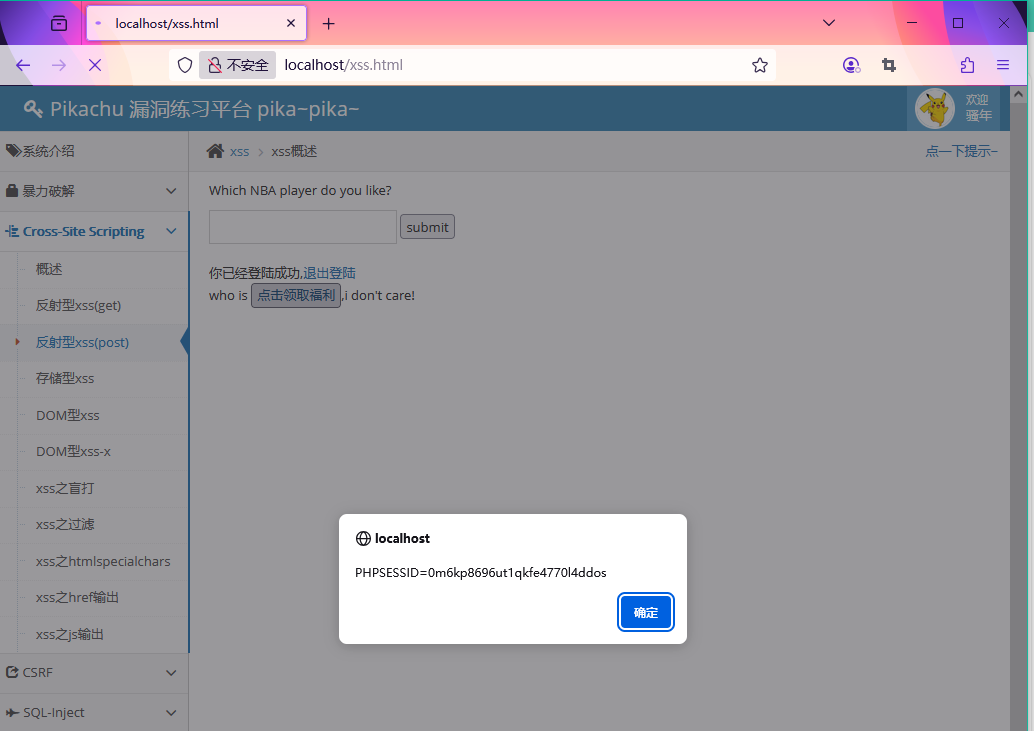 localhost/xss.html
不安全
localhost/xss.html
Pikachu 漏洞练习平台 pika~pika~
欢迎
骚年
系统介绍
xss
xss概述
点一下提示~
暴力破解
Which NBA player do you like?
submit
Cross-Site Scripting
概述
你已经登陆成功,退出登陆
who is 点击领取福利,i don't care!
反射型xss(get)
反射型xss(post)
存储型xss
DOM型xss
DOM型xss-x
xss之盲打
xss之过滤
xss之htmlspecialchars
xss之href输出
xss之js输出
CSRF
SQL-Inject
localhost
PHPSESSID=0m6kp8696ut1qkfe4770l4ddos
确定